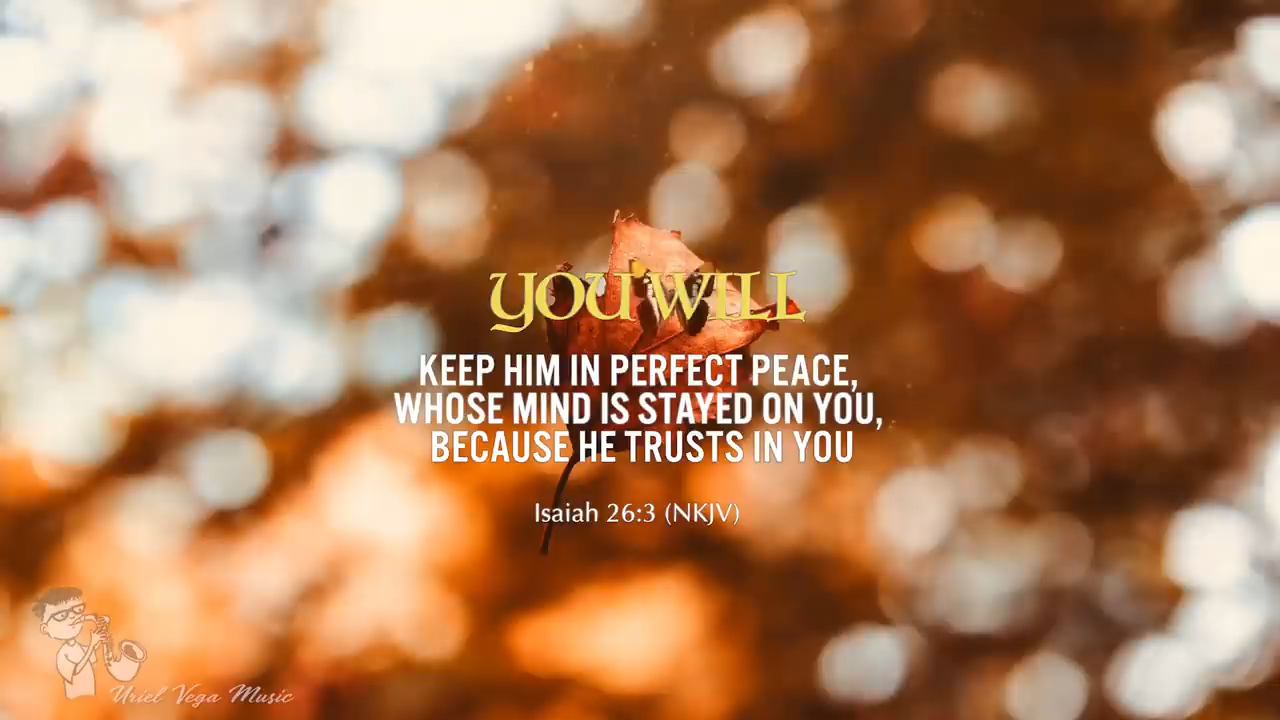 YOU WILL
KEEP HIM IN PERFECT PEACE,
WHOSE MIND IS STAYED ON YOU,
BECAUSE HE TRUSTS IN YOU
Isaiah 26:3 (NKJV)
Uriel Vega Music